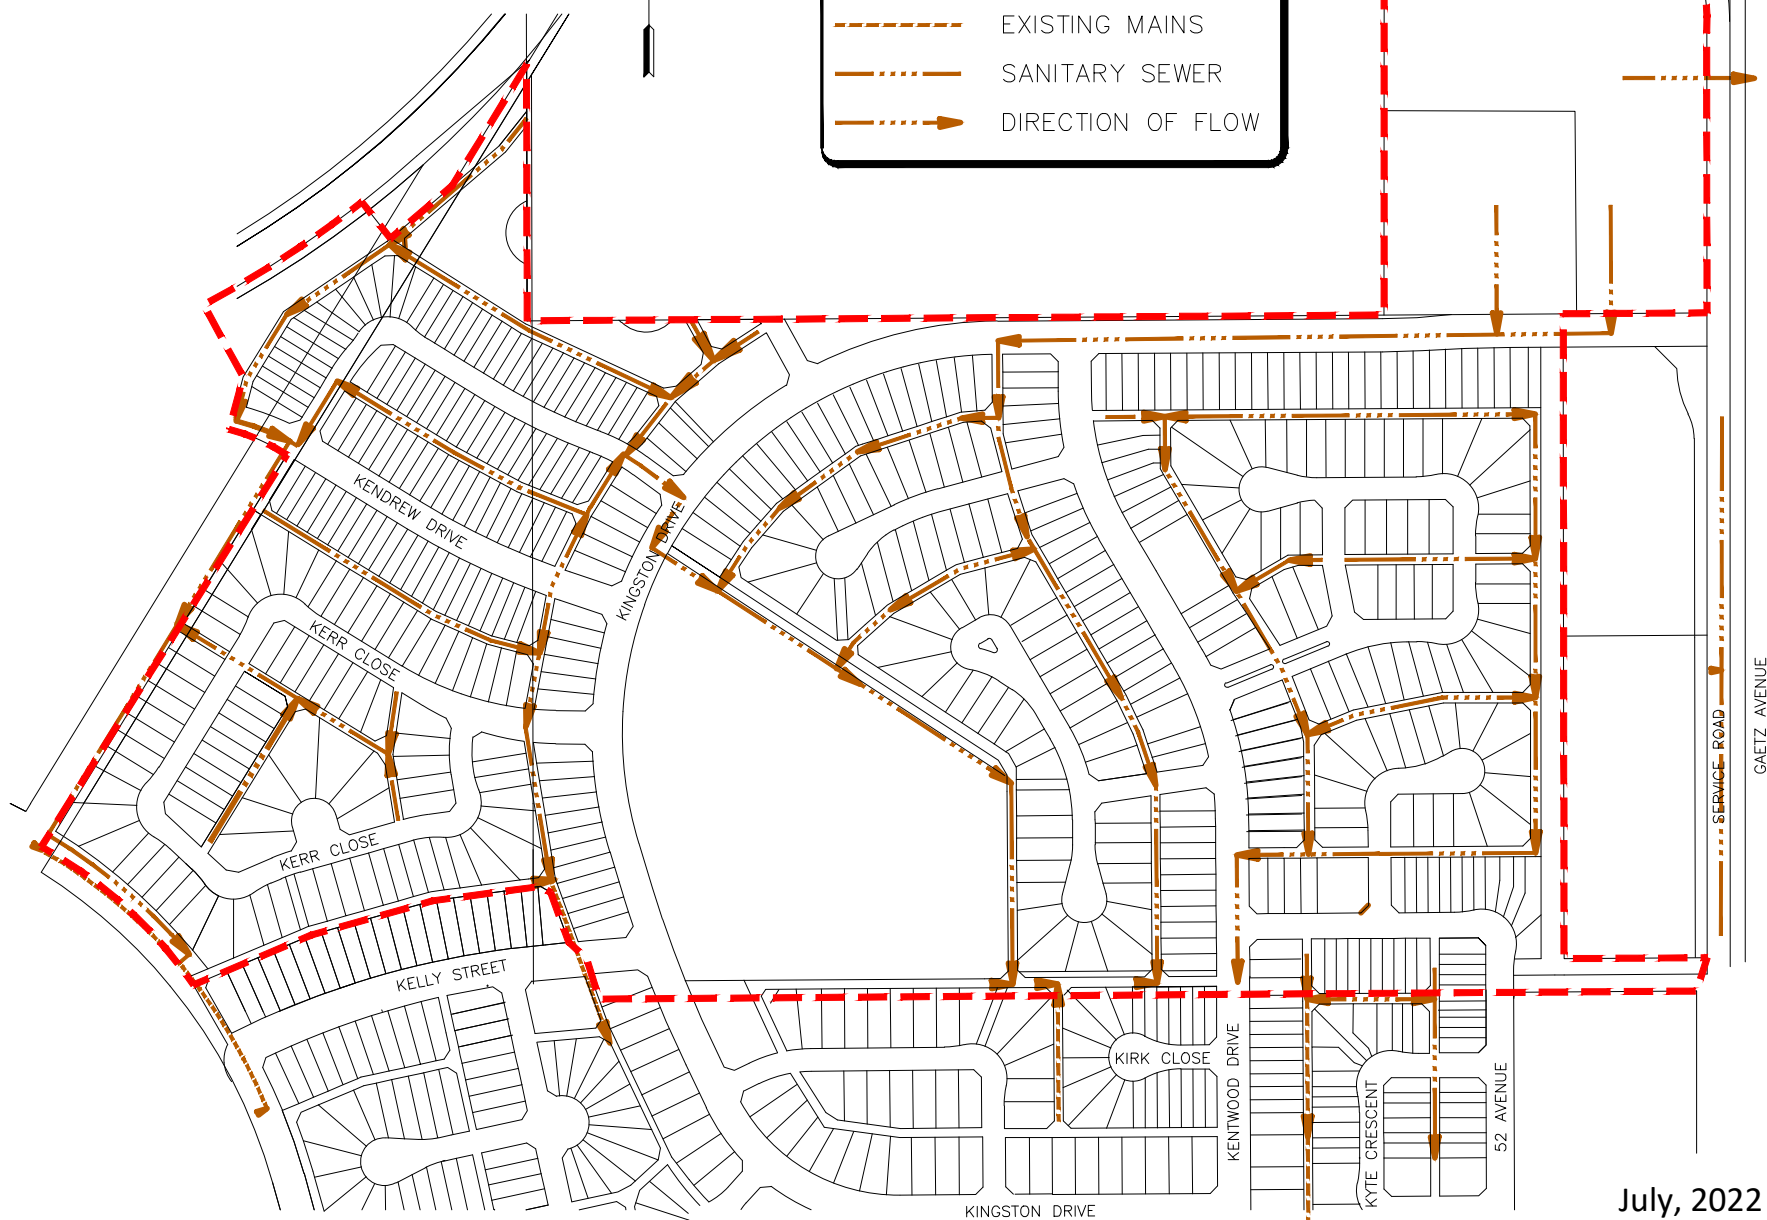 EXISTING MAINS
SANITARY SEWER
DIRECTION OF FLOW
KENDREW DRIVE
KINGSTON DRIVE
KERR CLOSE
KERR CLOSE
KELLY STREET
SERVICE ROAD
GAETZ AVENUE
KIRK CLOSE
KENTWOOD DRIVE
KYTE CRESCENT
52 AVENUE
KINGSTON DRIVE
July, 2022